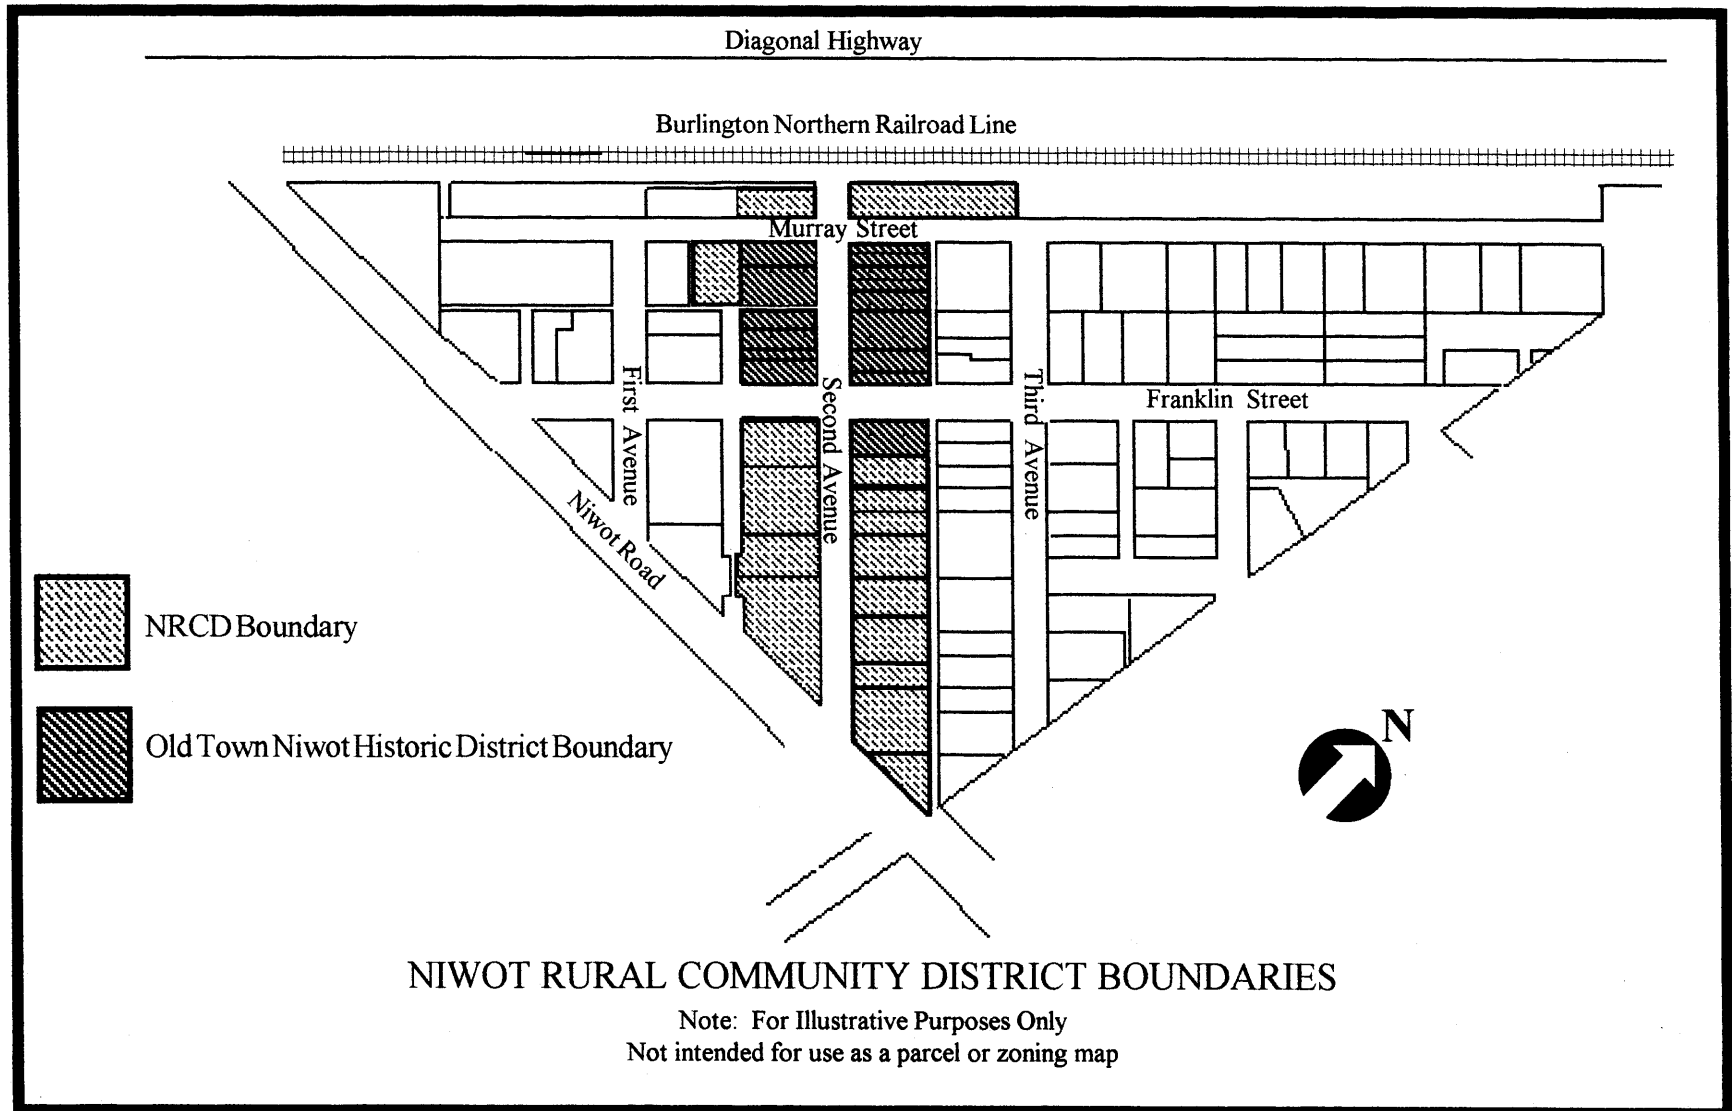 Diagonal Highway
Burlington Northern Railroad Line
Murray Street
First Avenue
Second Avenue
Third Avenue
Franklin Street
Niwot Road
NRCD Boundary
Old Town Niwot Historic District Boundary
N
NIWOT RURAL COMMUNITY DISTRICT BOUNDARIES
Note: For Illustrative Purposes Only
Not intended for use as a parcel or zoning map